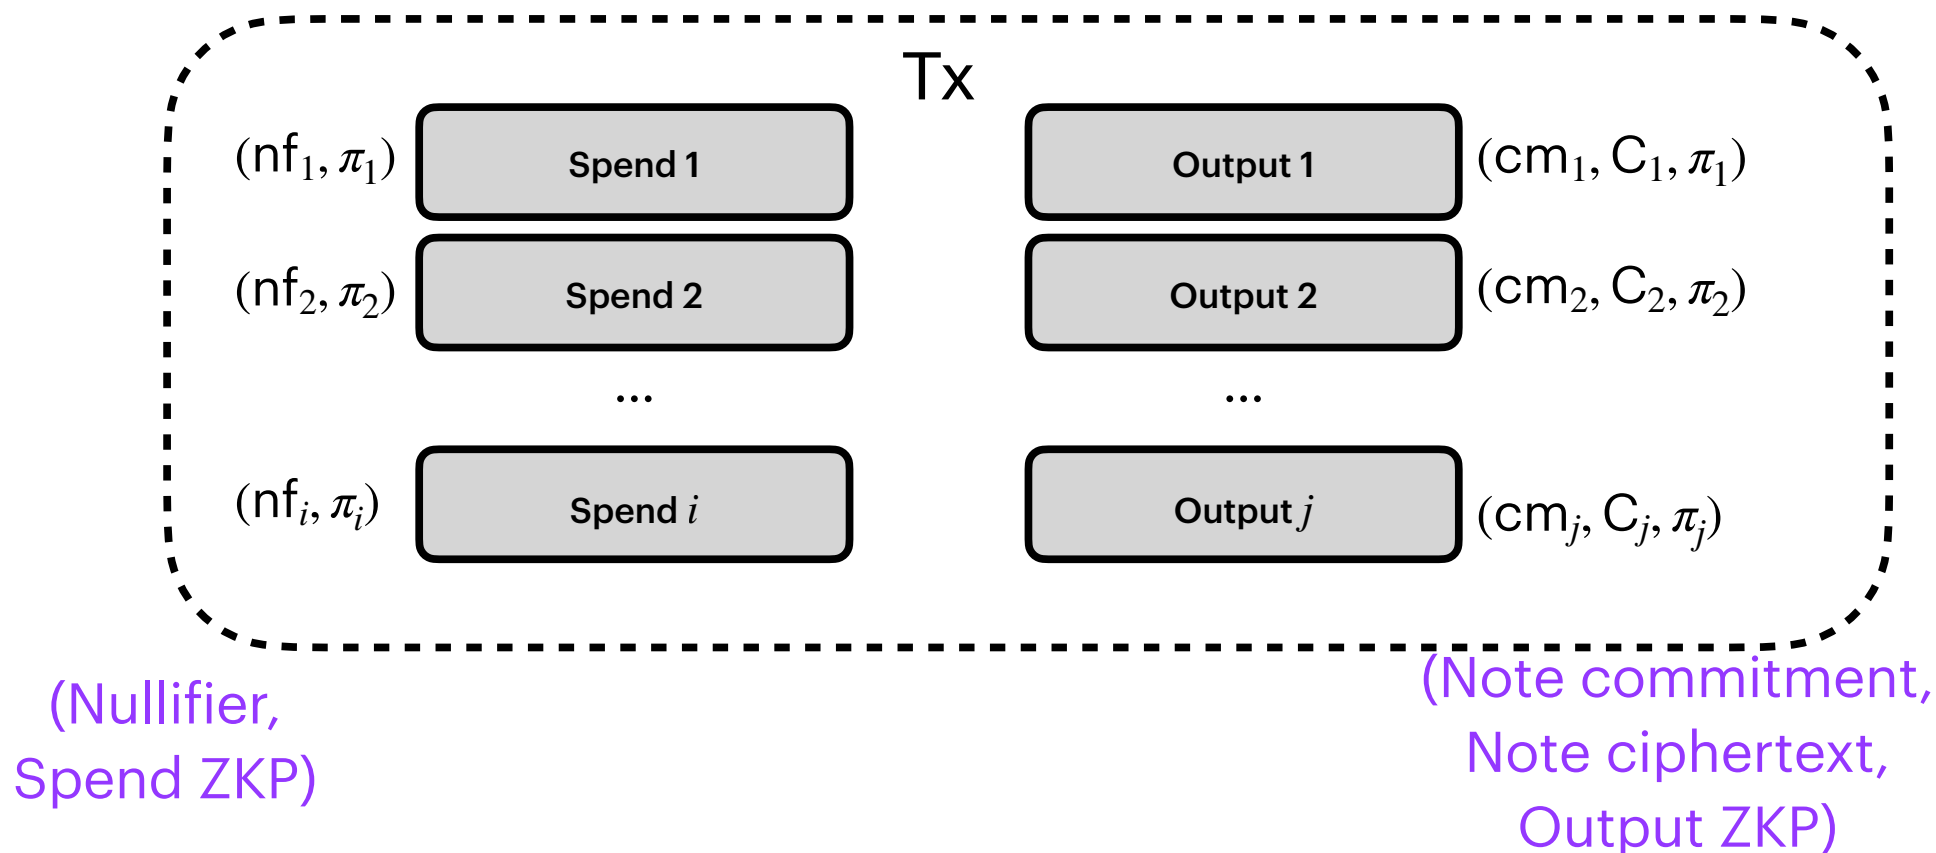 Tx
(nf₁, π₁) Spend 1 Output 1 (cm₁, C₁, π₁)
(nf₂, π₂) Spend 2 Output 2 (cm₂, C₂, π₂)
... ...
(nfᵢ, πᵢ) Spend i Output j (cmⱼ, Cⱼ, πⱼ)
(Nullifier,
Spend ZKP)
(Note commitment,
Note ciphertext,
Output ZKP)